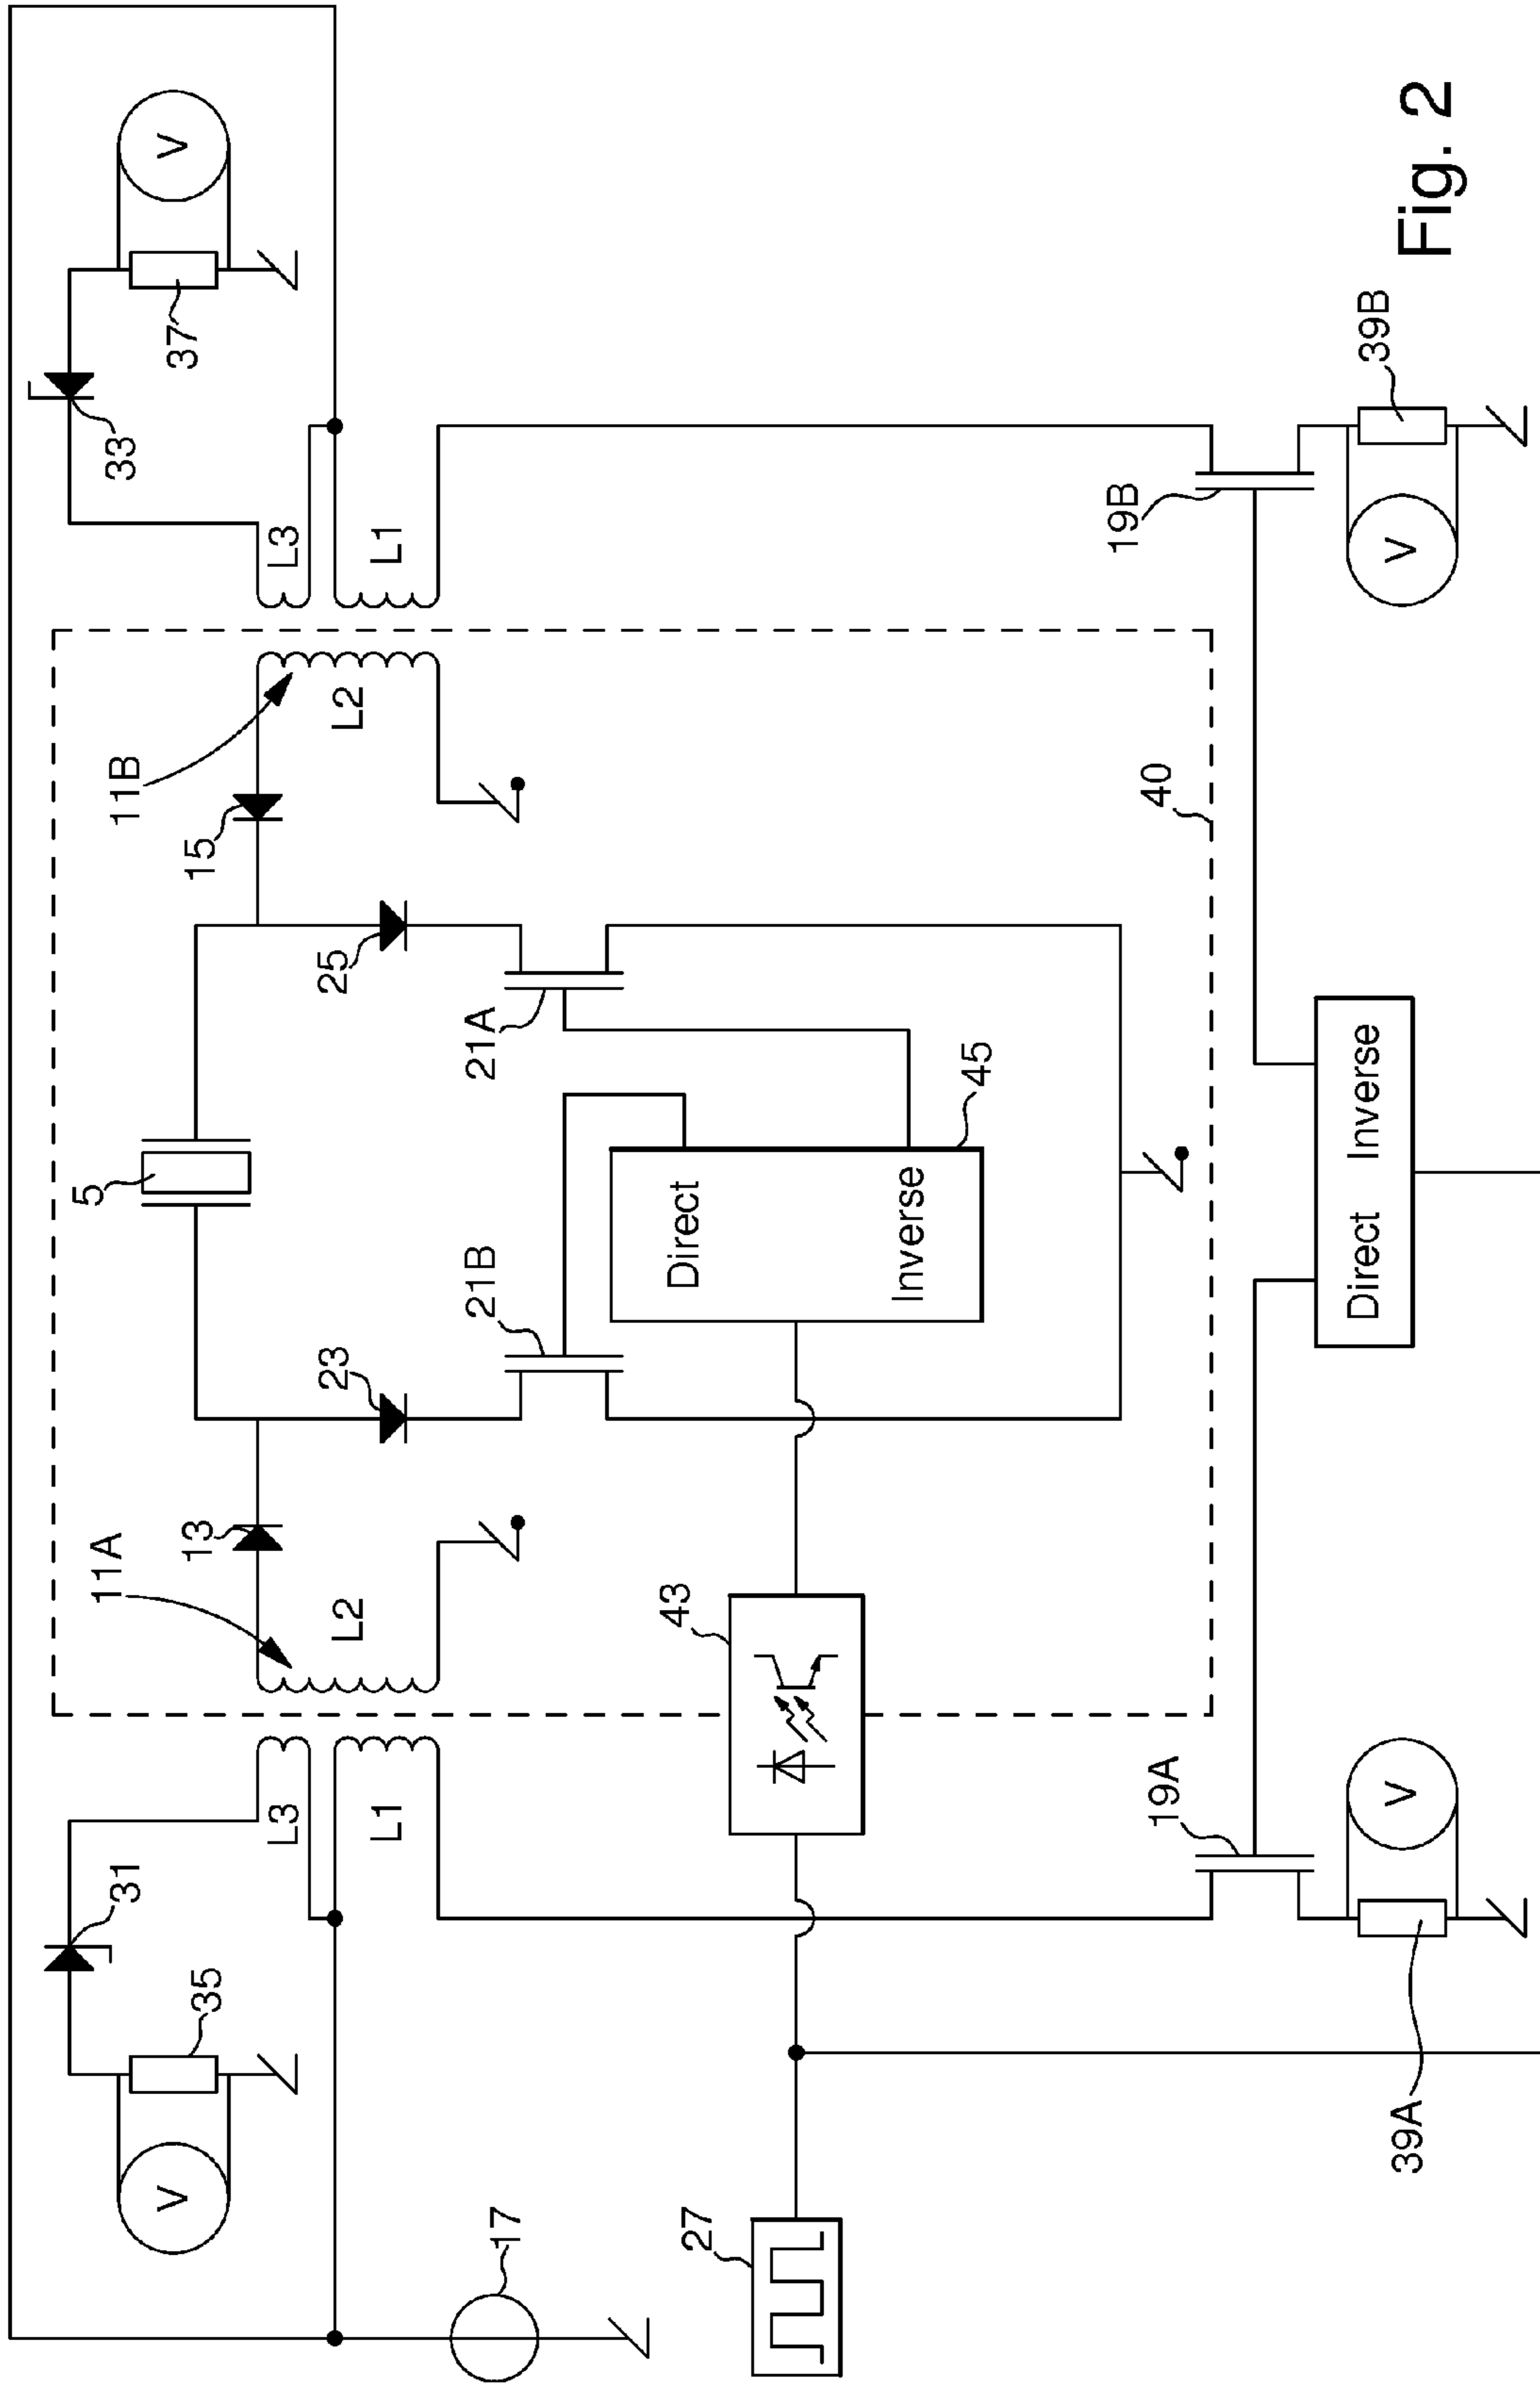 5
11A
33
11B
31
V
V
37
13
15
35
L3
L3
23
25
L2
L2
L1
L1
21B
21A
17
43
Direct
27
Inverse
45
19B
40
19A
Direct Inverse
39B
V
V
39A
Fig. 2